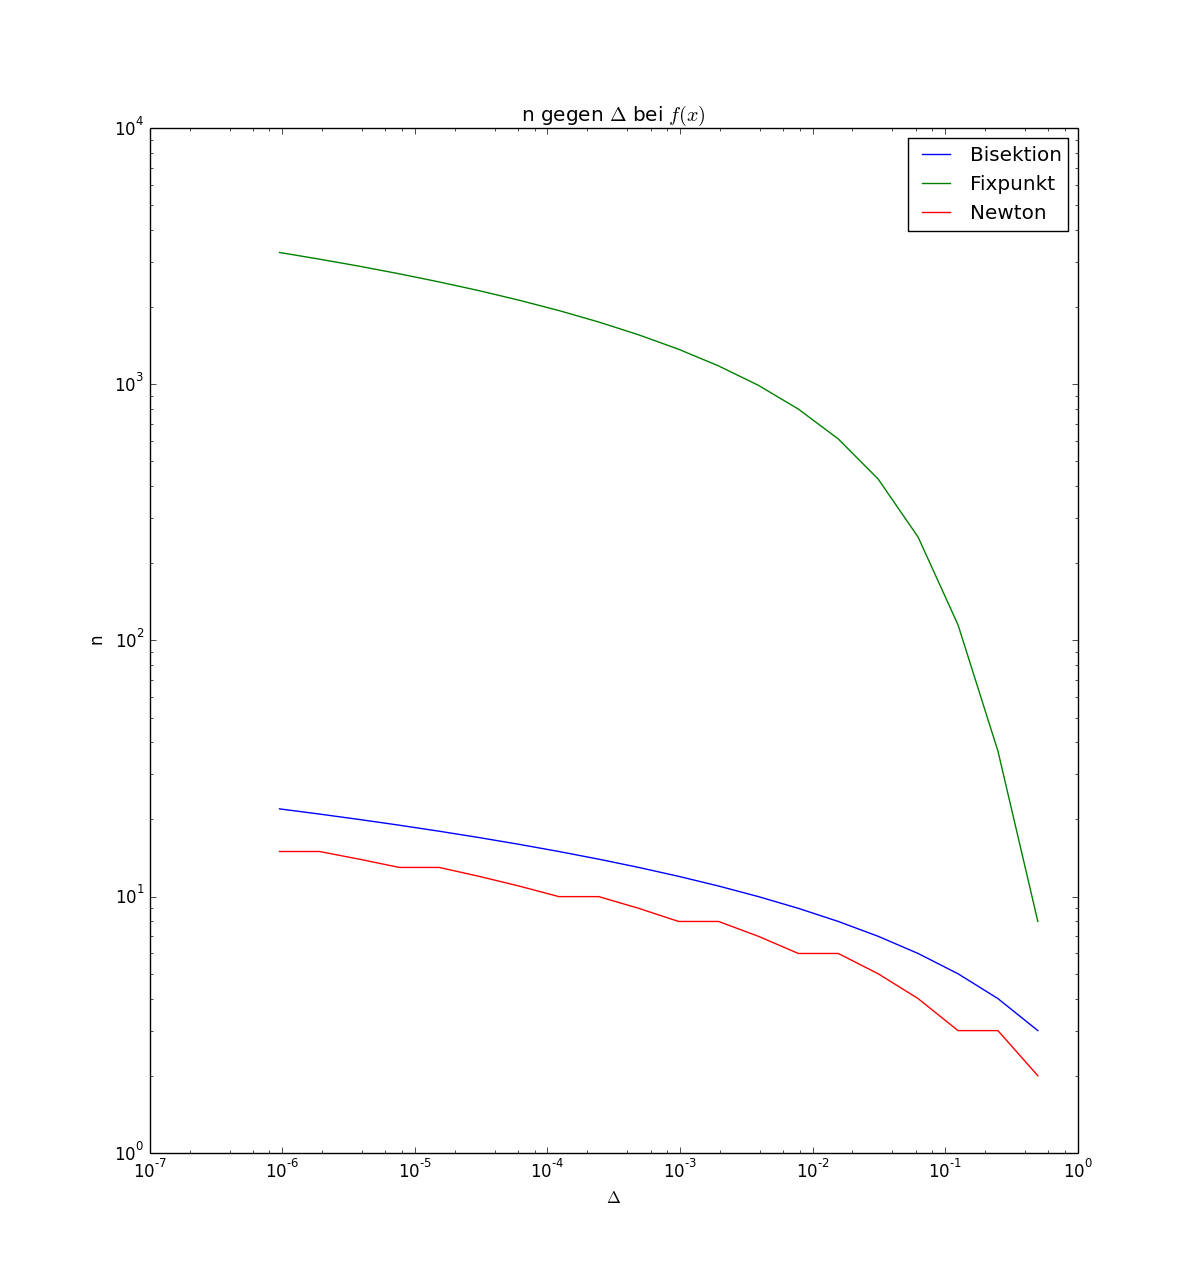 n gegen Δ bei f(x)
Bisektion
Fixpunkt
Newton
10^4
10^3
10^2
10^1
10^0
n
10^-7 10^-6 10^-5 10^-4 10^-3 10^-2 10^-1 10^0
Δ